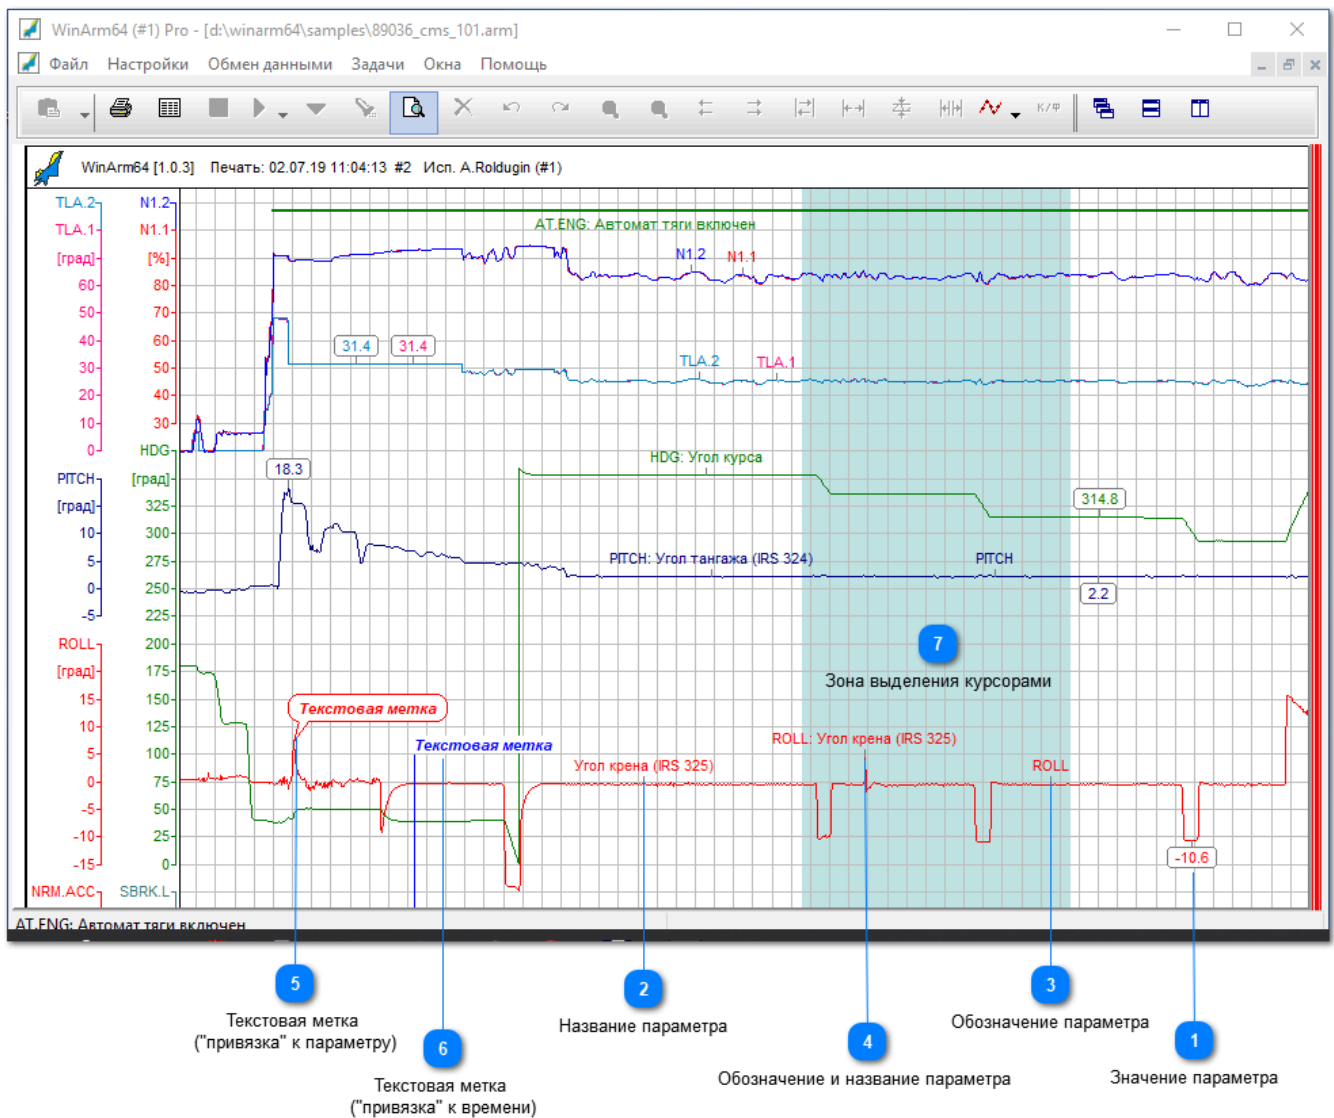 WinArm64 (#1) Pro - [d:\winarm64\samples\89036_cms_101.arm]
Файл Настройки Обмен данными Задачи Окна Помощь
К/Ф
WinArm64 [1.0.3] Печать: 02.07.19 11:04:13 #2 Исп. A.Roldugin (#1)
TLA.2 N1.2
AT.ENG: Автомат тяги включен
TLA.1 N1.1
N1.2 N1.1
[град] [%]
60 80
50 70
40 60
31.4 31.4
30 50
TLA.2 TLA.1
20 40
10 30
0 HDG
HDG: Угол курса
18.3
PITCH [град]
314.8
[град] 325
10 300
5 275
PITCH: Угол тангажа (IRS 324) PITCH
0 250
2.2
-5 225
ROLL 200
7
[град] 175
Зона выделения курсорами
15 150
Текстовая метка
10 125
ROLL: Угол крена (IRS 325)
Текстовая метка
5 100
Угол крена (IRS 325) ROLL
0 75
-5 50
-10 25
-10.6
-15 0
NRM.ACC SBRK.L
AT.ENG: Автомат тяги включен
5
Текстовая метка
("привязка" к параметру)
6
Текстовая метка
("привязка" к времени)
2
Название параметра
4
Обозначение и название параметра
3
Обозначение параметра
1
Значение параметра